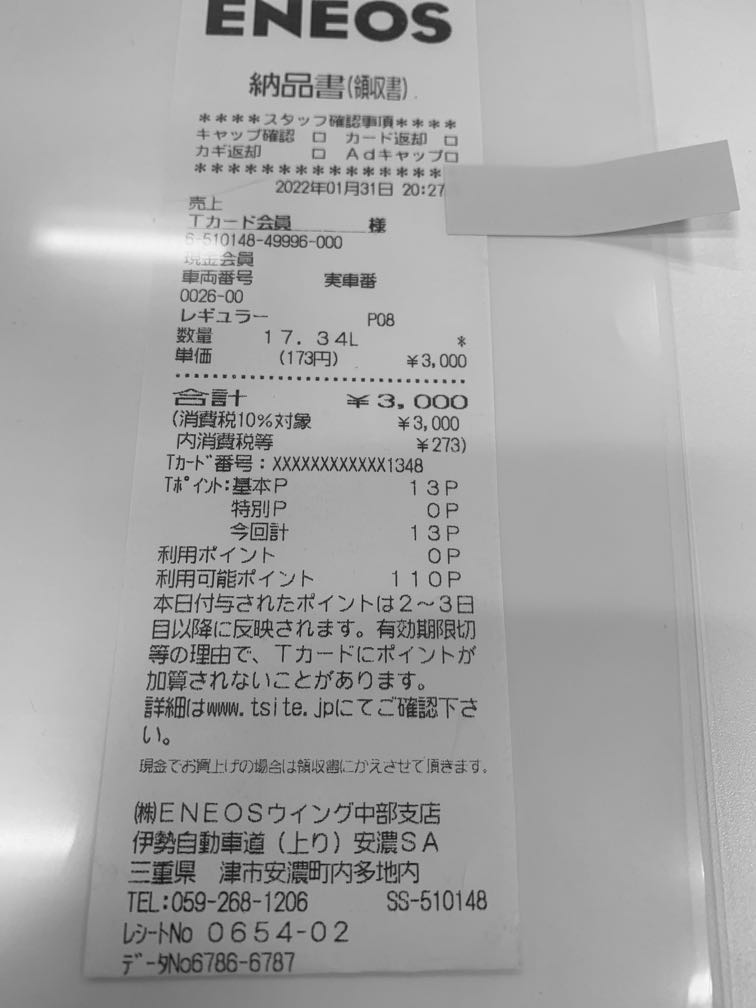 ENEOS
納品書(領収書)
****スタッフ確認事項****
キャップ確認 □ カード返却 □
カギ返却 □ Adキャップ□
***************
2022年01月31日 20:27
売上
Tカード会員 様
6-510148-49996-000
現金会員
車両番号 実車番
0026-00
レギュラー P08
数量 17.34L *
単価 (173円) ¥3,000
合計 ¥3,000
(消費税10%対象 ¥3,000
内消費税等 ¥273)
Tカード番号:XXXXXXXXXXXX1348
Tポイント:基本P 13P
特別P 0P
今回計 13P
利用ポイント 0P
利用可能ポイント 110P
本日付与されたポイントは2~3日
目以降に反映されます。有効期限切
等の理由で、Tカードにポイントが
加算されないことがあります。
詳細はwww.tsite.jpにてご確認下さ
い。
現金でお買上げの場合は領収書にかえさせて頂きます。
(株)ENEOSウイング中部支店
伊勢自動車道(上り)安濃SA
三重県 津市安濃町内多地内
TEL:059-268-1206 SS-510148
レシートNo 0654-02
データNo6786-6787